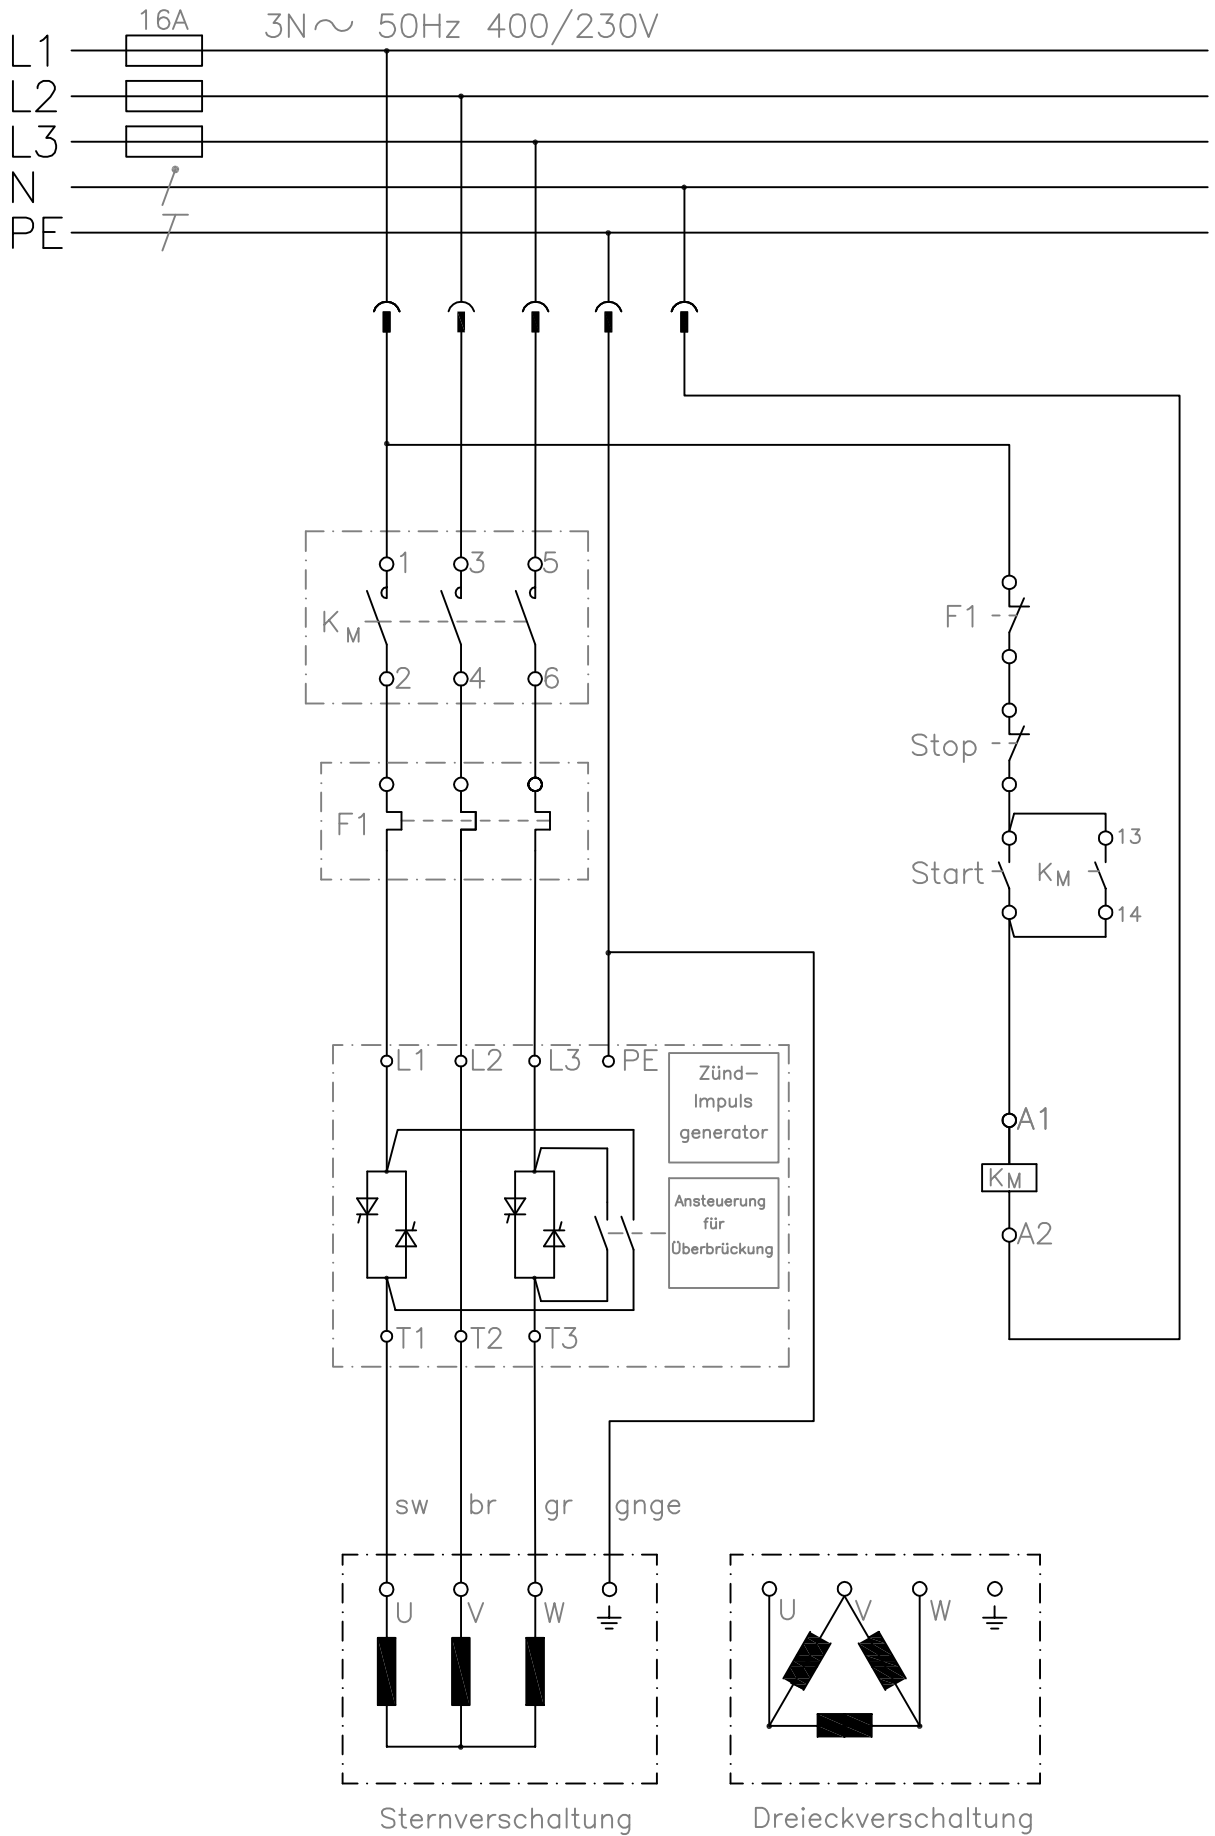 16A
3N∼ 50Hz 400/230V
L1
L2
L3
N
PE
1 3 5
K M
2 4 6
F1
Stop
F1
13
Start
K M
14
L1 L2 L3 PE
Zünd-
Impuls
generator
A1
K M
Ansteuerung
für
Überbrückung
A2
T1 T2 T3
sw br gr gnge
U V W
U V W
Sternverschaltung
Dreieckverschaltung